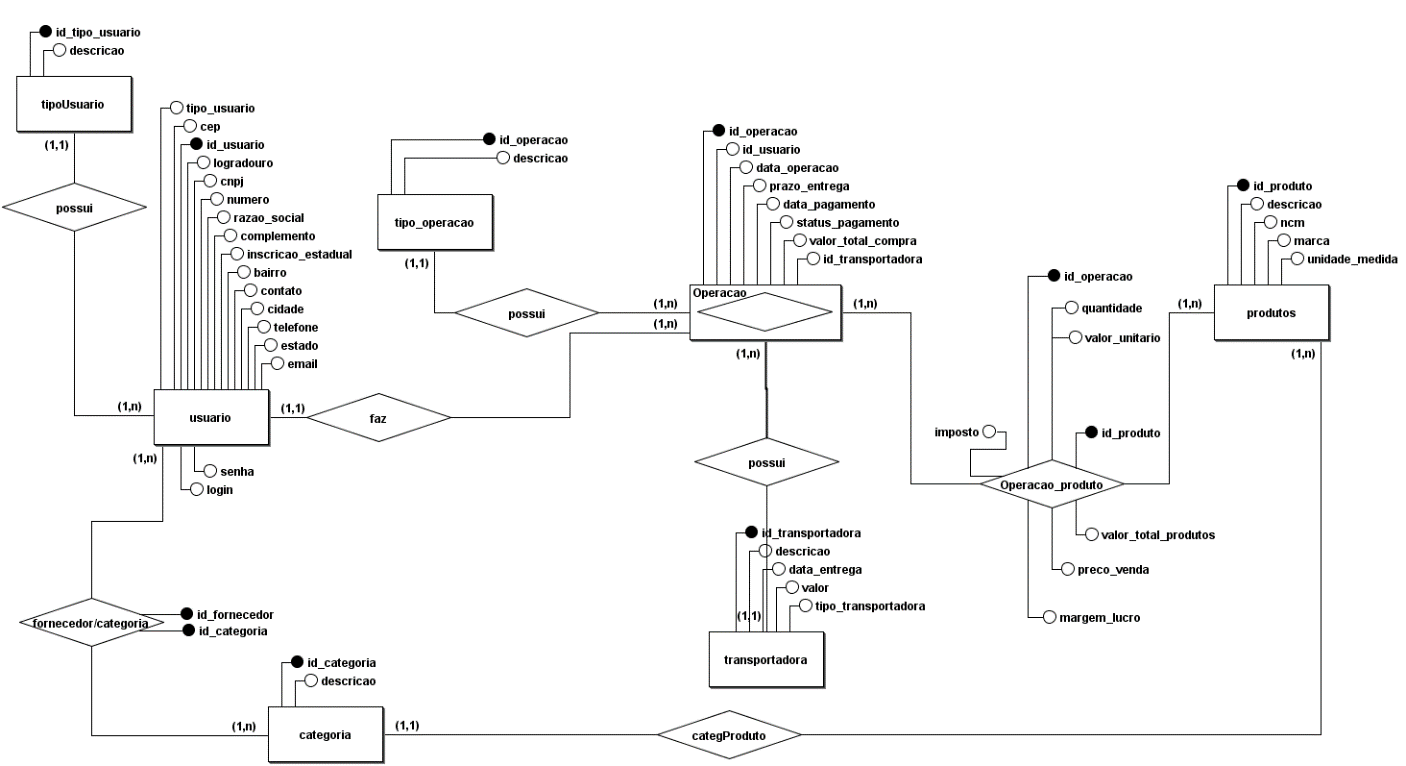 id_tipo_usuario
descricao
tipoUsuario
(1,1)
possui
tipo_usuario
cep
id_usuario
logradouro
cnpj
numero
razao_social
complemento
inscricao_estadual
bairro
contato
cidade
telefone
estado
email
(1,n)
usuario
(1,1)
(1,n)
senha
login
faz
id_operacao
descricao
tipo_operacao
(1,1)
possui
(1,n)
(1,n)
id_operacao
id_usuario
data_operacao
prazo_entrega
data_pagamento
status_pagamento
valor_total_compra
id_transportadora
Operacao
(1,n)
(1,n)
possui
id_transportadora
descricao
data_entrega
valor
tipo_transportadora
(1,1)
transportadora
id_produto
descricao
ncm
marca
unidade_medida
(1,n)
produtos
(1,n)
id_operacao
quantidade
valor_unitario
imposto
id_produto
Operacao_produto
valor_total_produtos
preco_venda
margem_lucro
fornecedor/categoria
id_fornecedor
id_categoria
id_categoria
descricao
(1,n)
categoria
(1,1)
categProduto